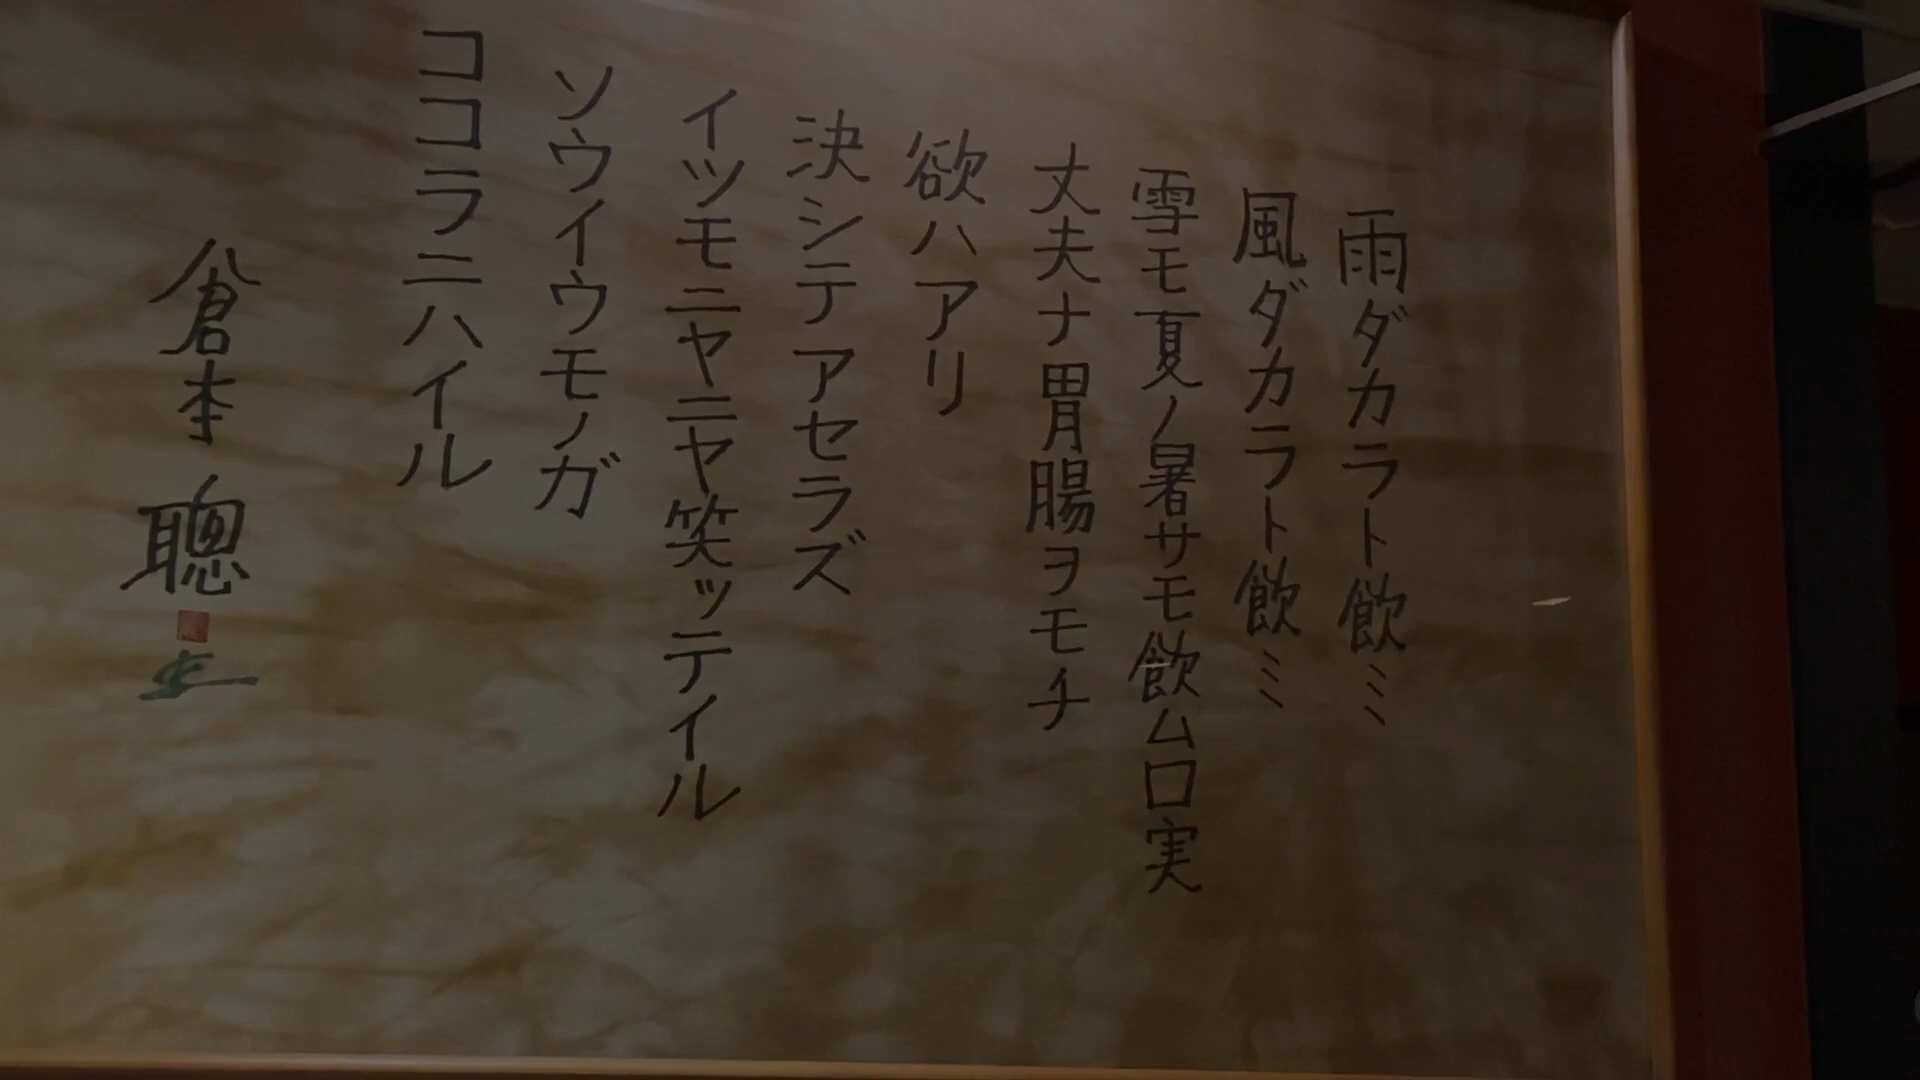 雨ダカラト飲ミ
風ダカラト飲ミ
雪モ夏ノ暑サモ飲ム口実
丈夫ナ胃腸ヲモチ
欲ハアリ
決シテアセラズ
イツモニヤニヤ笑ッテイル
ソウイウモノガ
ココラニハイル
倉本 聰